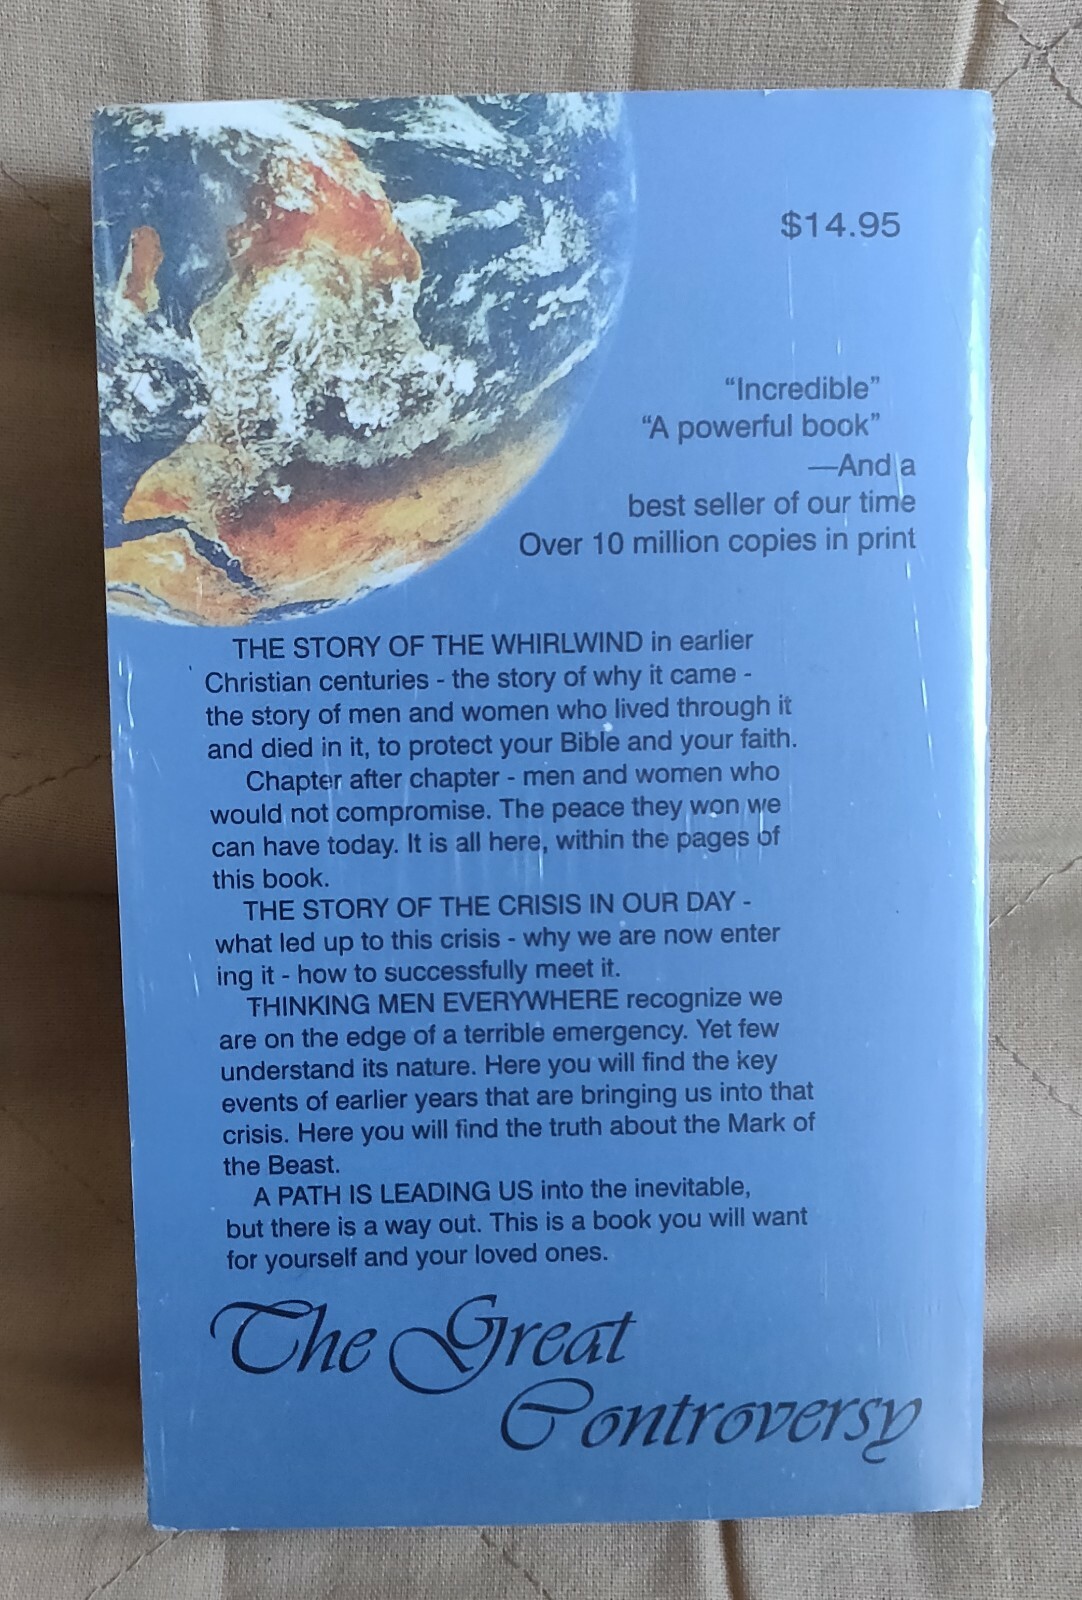 $14.95
“Incredible”
“A powerful book”
—And a
best seller of our time
Over 10 million copies in print
THE STORY OF THE WHIRLWIND in earlier
Christian centuries - the story of why it came -
the story of men and women who lived through it
and died in it, to protect your Bible and your faith.
Chapter after chapter - men and women who
would not compromise. The peace they won we
can have today. It is all here, within the pages of
this book.
THE STORY OF THE CRISIS IN OUR DAY -
what led up to this crisis - why we are now enter
ing it - how to successfully meet it.
THINKING MEN EVERYWHERE recognize we
are on the edge of a terrible emergency. Yet few
understand its nature. Here you will find the key
events of earlier years that are bringing us into that
crisis. Here you will find the truth about the Mark of
the Beast.
A PATH IS LEADING US into the inevitable,
but there is a way out. This is a book you will want
for yourself and your loved ones.
The Great
Controversy